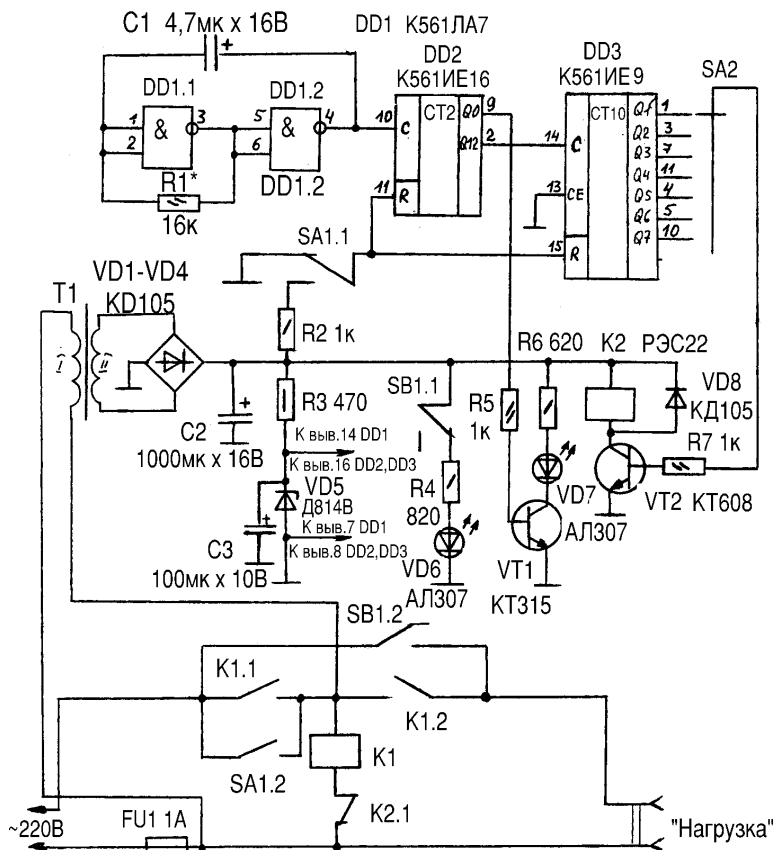 C1 4,7мк x 16В
DD1 К561ЛА7
DD2
К561ИЕ16
DD3
К561ИЕ9
SA2
DD1.1
DD1.2
1
2
&
3
5
6
&
4
DD1.2
R1*
16к
10
C
CT2
Q0
9
Q12
2
11
R
14
C
CT10
13
CE
15
R
Q1
1
Q2
3
Q3
7
Q4
11
Q5
4
Q6
5
Q7
10
SA1.1
VD1-VD4
KD105
T1
I
II
R2 1к
R3 470
C2
1000мк x 16В
К выв.14 DD1
К выв.16 DD2,DD3
VD5
Д814В
К выв.7 DD1
К выв.8 DD2,DD3
C3
100мк x 10В
SB1.1
R4
820
VD6
АЛ307
R5
1к
R6 620
VD7
АЛ307
VT1
КТ315
К2 РЭС22
VD8
КД105
R7 1к
VT2 КТ608
SB1.2
К1.1
К1.2
SA1.2
К1
К2.1
~220В
FU1 1А
"Нагрузка"